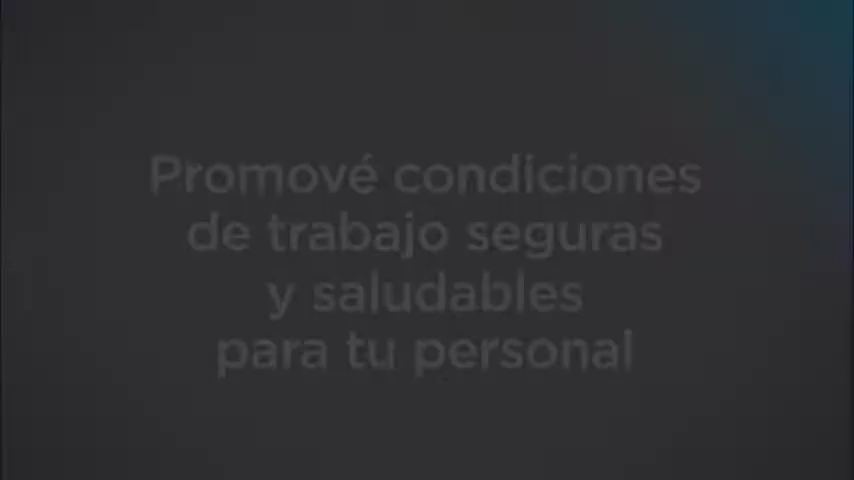 Promové condiciones
de trabajo seguras
y saludables
para tu personal